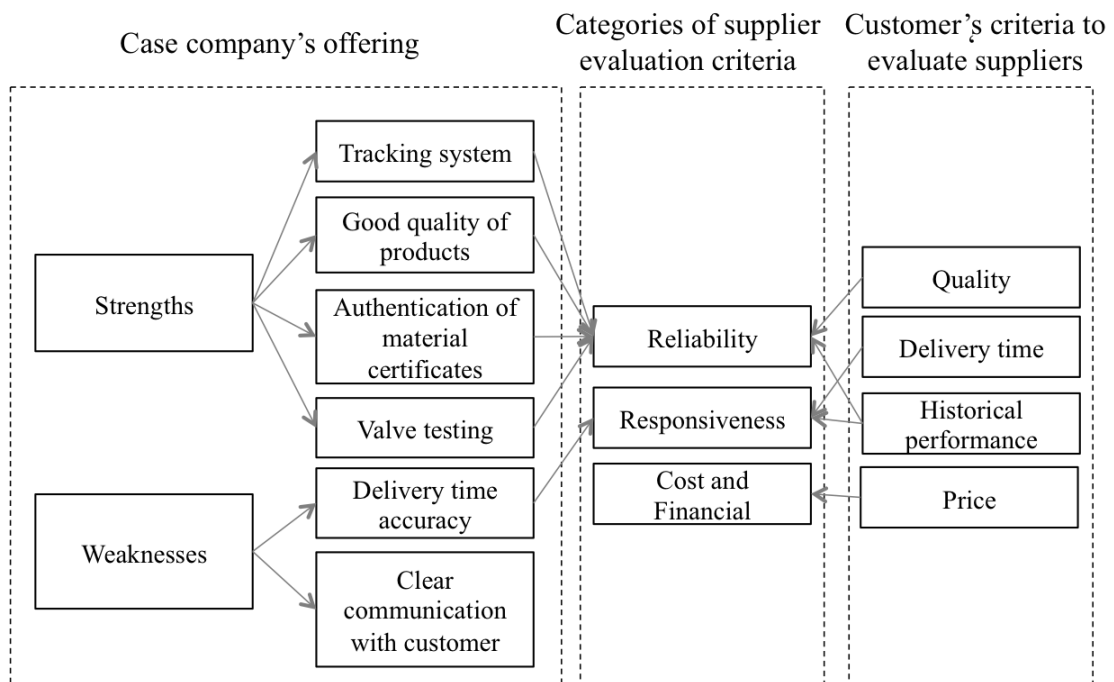 Case company’s offering
Categories of supplier
evaluation criteria
Customer’s criteria to
evaluate suppliers
Strengths
Weaknesses
Tracking system
Good quality of
products
Authentication of
material
certificates
Valve testing
Delivery time
accuracy
Clear
communication
with customer
Reliability
Responsiveness
Cost and
Financial
Quality
Delivery time
Historical
performance
Price